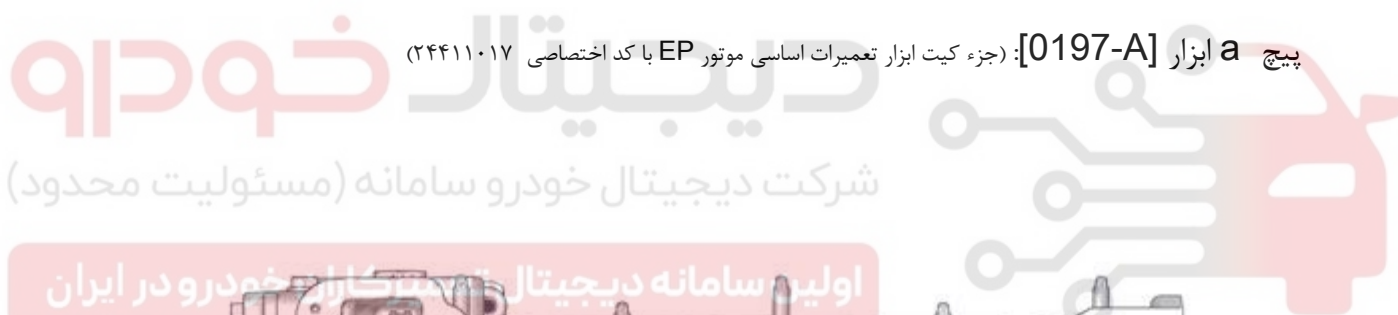 پیچ a ابزار [0197-A]: (جزء کیت ابزار تعمیرات اساسی موتور EP با کد اختصاصی ۲۴۴۱۱۰۱۷)
دیجیتال خودرو
شرکت دیجیتال خودرو سامانه (مسئولیت محدود)
اولین سامانه دیجیتال تعمیرکاران خودرو در ایران